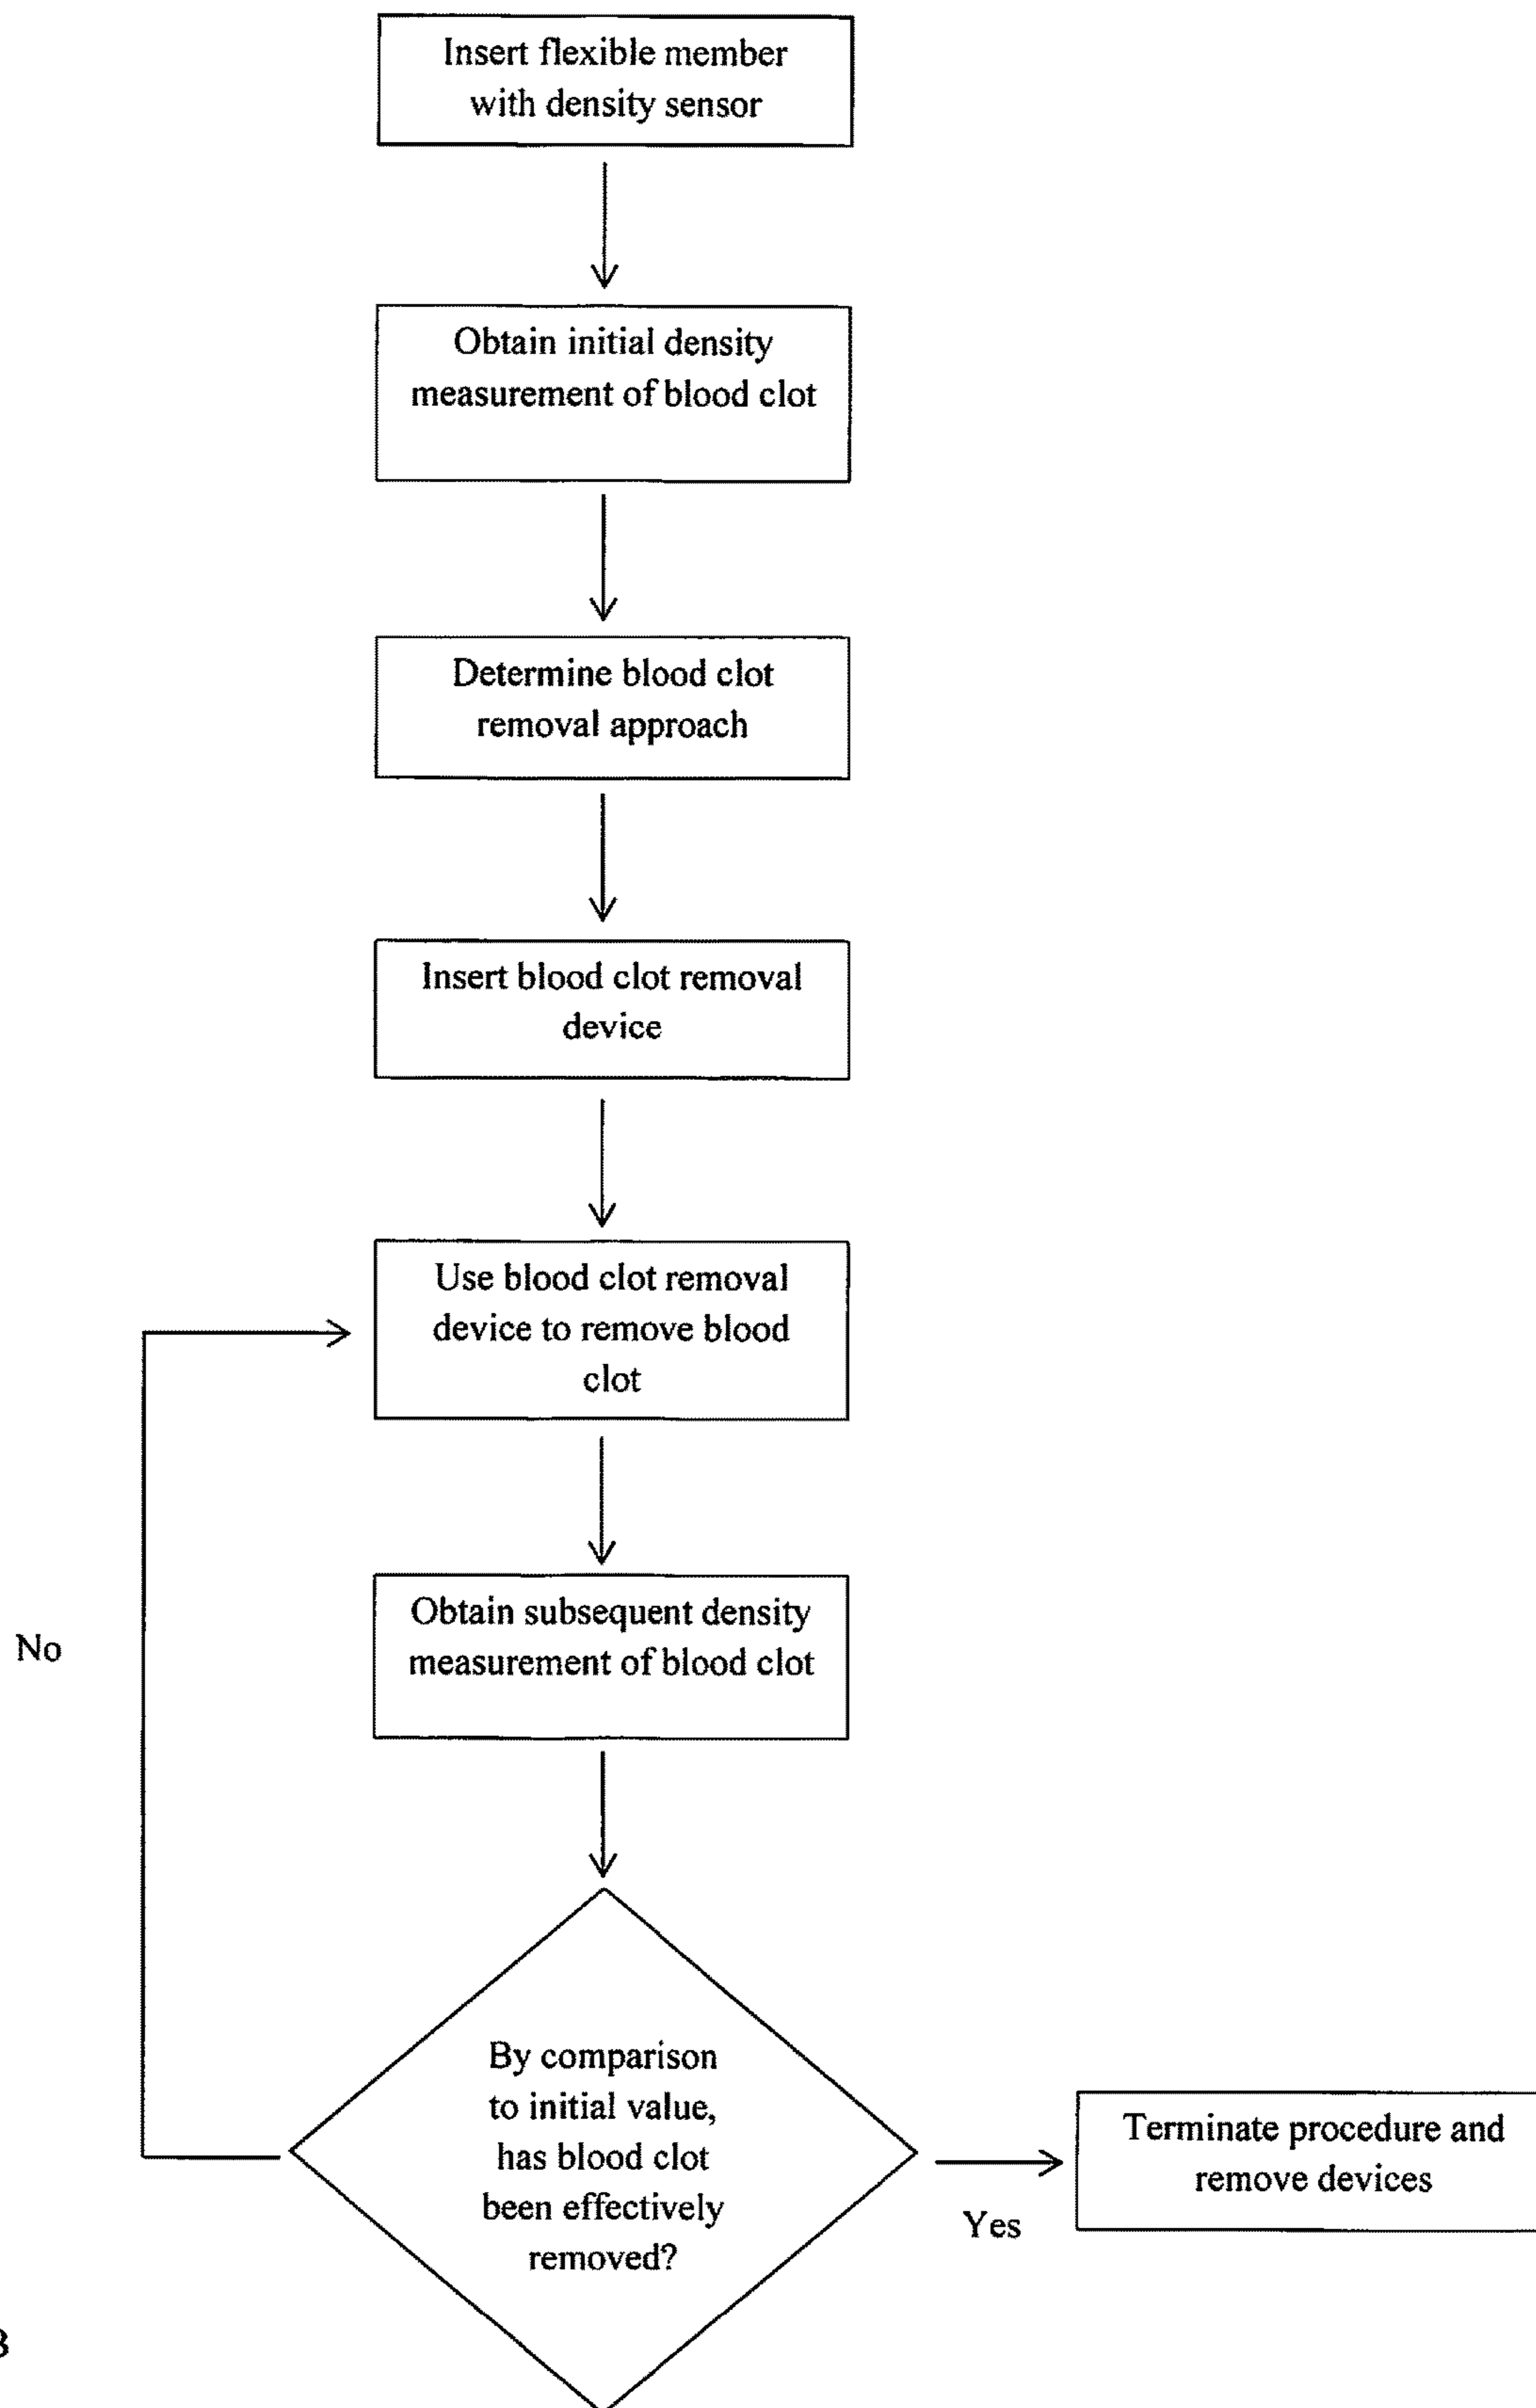 Insert flexible member
with density sensor
Obtain initial density
measurement of blood clot
Determine blood clot
removal approach
Insert blood clot removal
device
Use blood clot removal
device to remove blood
clot
Obtain subsequent density
measurement of blood clot
No
By comparison
to initial value,
has blood clot
been effectively
removed?
Yes
Terminate procedure and
remove devices